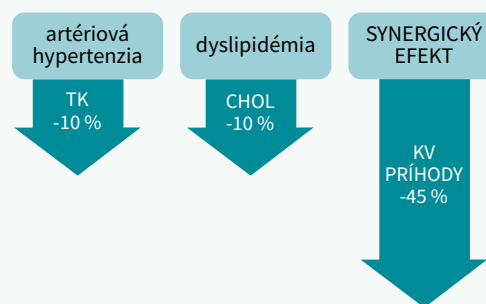 artériová
hypertenzia
TK
-10 %
dyslipidémia
CHOL
-10 %
SYNERGICKÝ
EFEKT
KV
PRÍHODY
-45 %